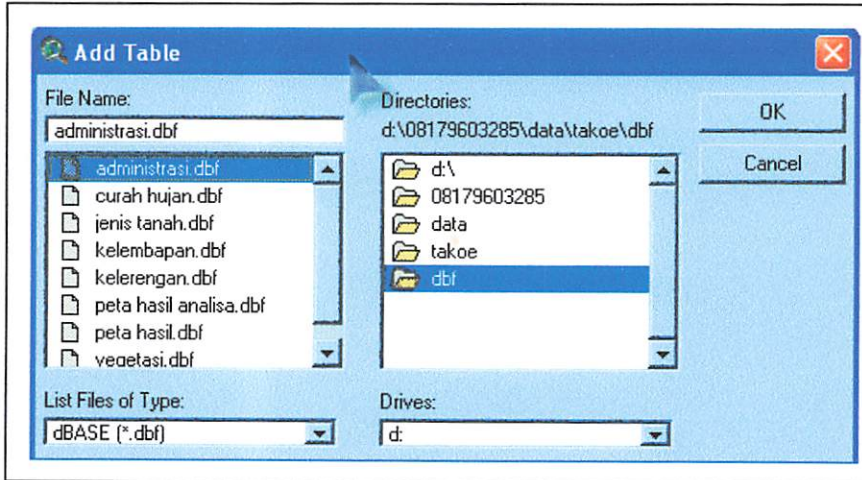 Add Table
File Name:
administrasi.dbf
administrasi.dbf
curah hujan.dbf
jenis tanah.dbf
kelembapan.dbf
kelerengan.dbf
peta hasil analisa.dbf
peta hasil.dbf
vegetasi.dbf
List Files of Type:
dBASE (*.dbf)
Directories:
d:\08179603285\data\takoe\dbf
d:\
08179603285
data
takoe
dbf
Drives:
d:
OK
Cancel